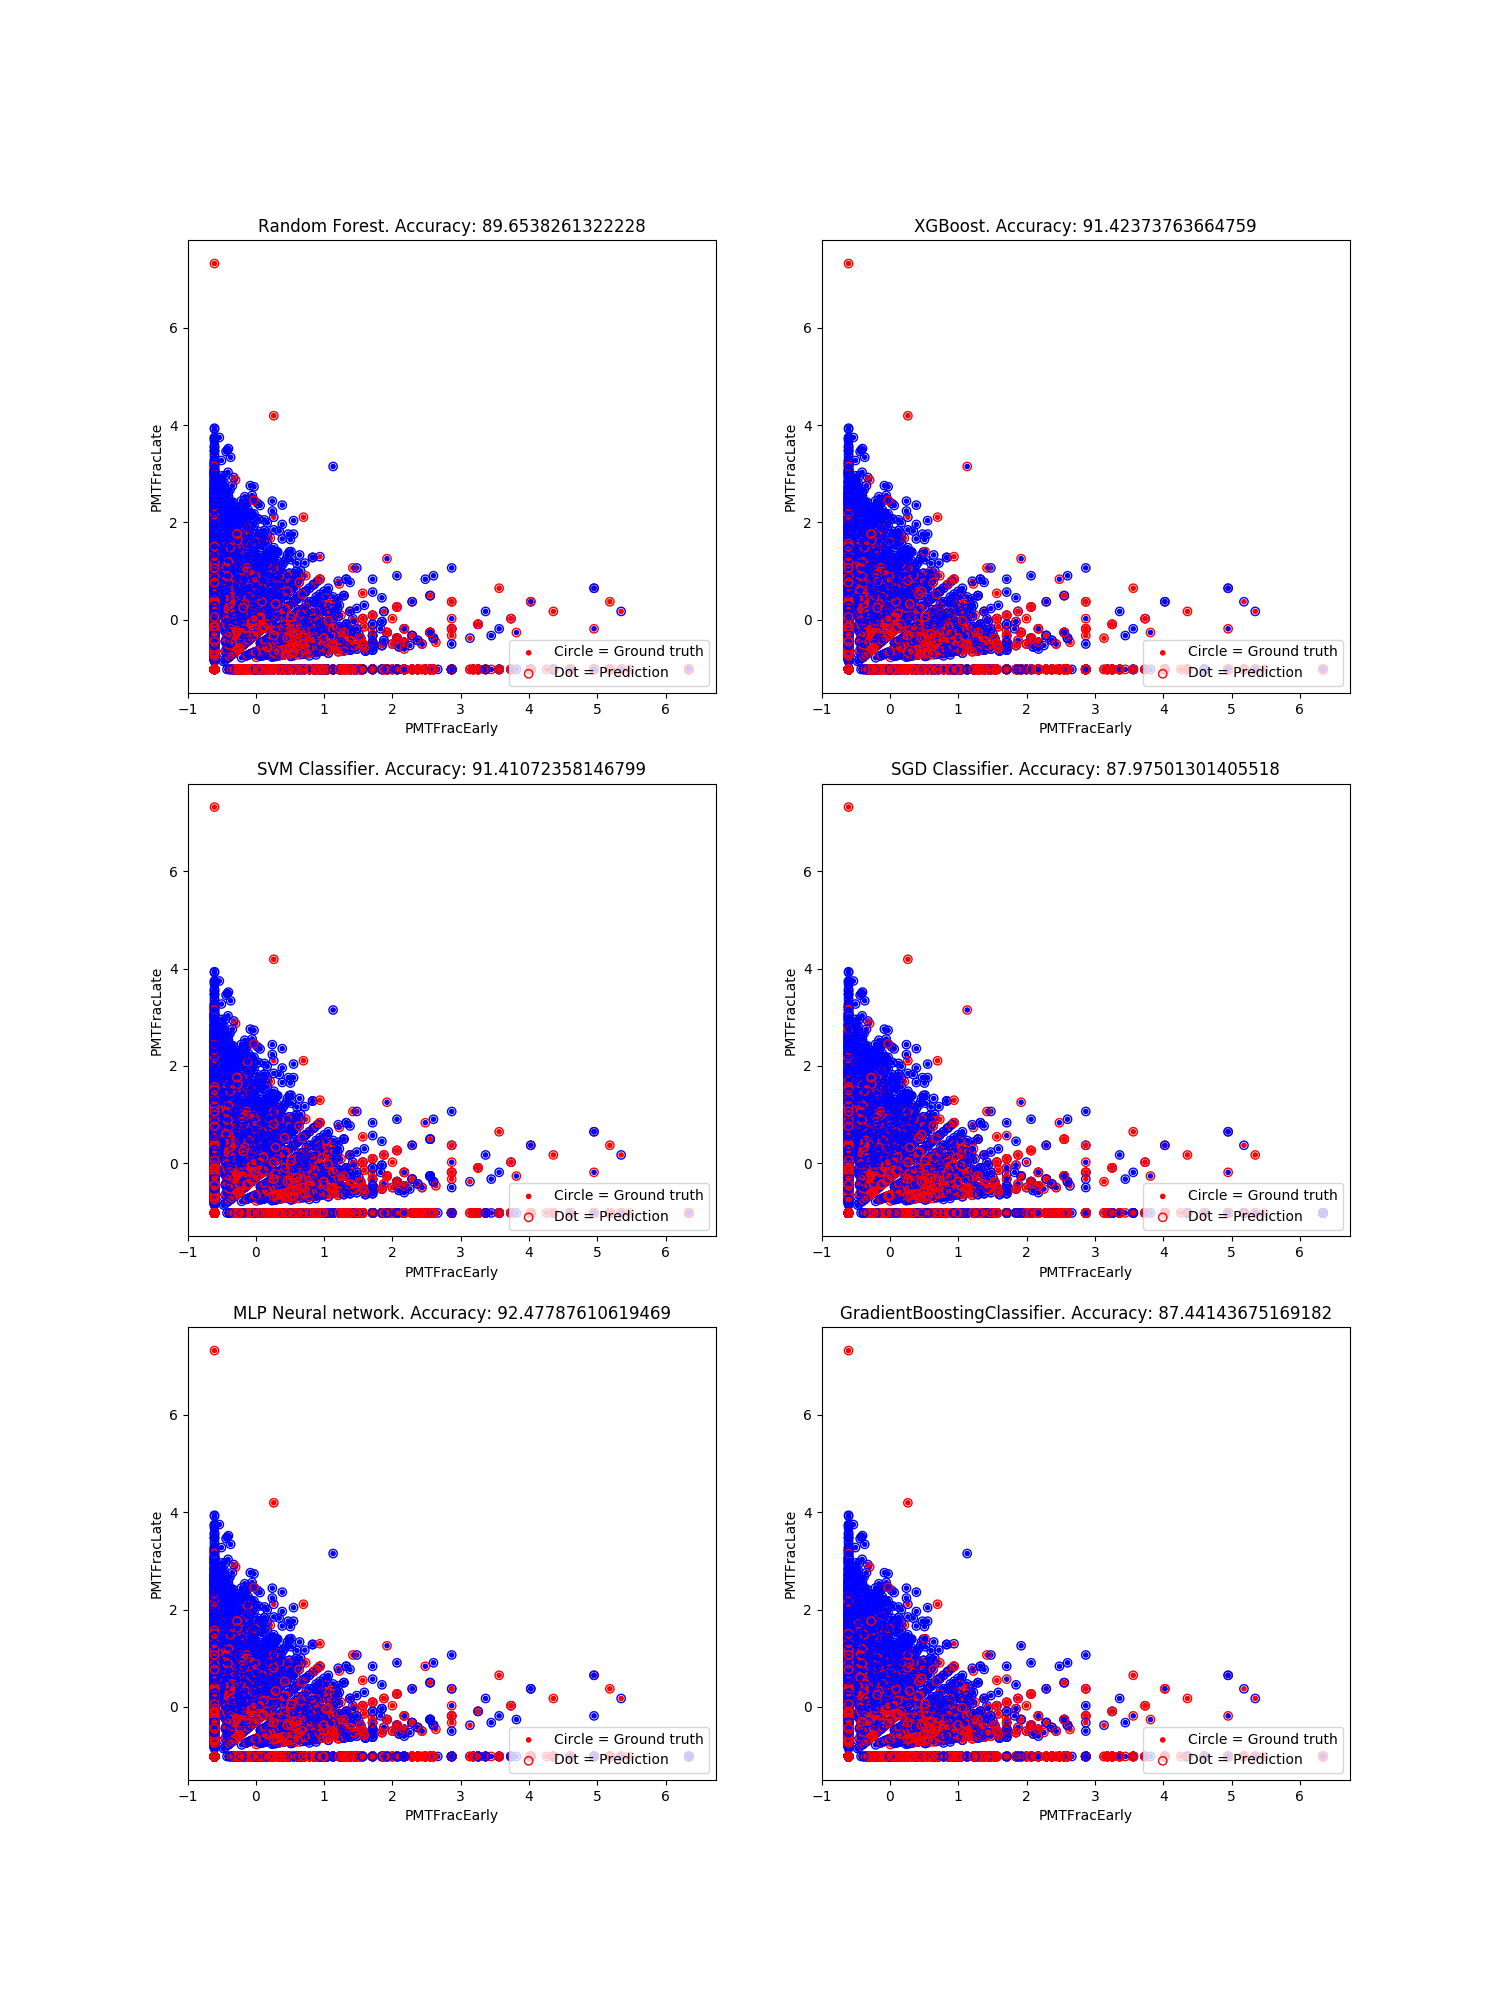 Random Forest. Accuracy: 89.6538261322228
PMTFracLate
6
4
2
0
Circle = Ground truth
Dot = Prediction
−1 0 1 2 3 4 5 6
PMTFracEarly
XGBoost. Accuracy: 91.42373763664759
PMTFracLate
6
4
2
0
Circle = Ground truth
Dot = Prediction
−1 0 1 2 3 4 5 6
PMTFracEarly
SVM Classifier. Accuracy: 91.41072358146799
PMTFracLate
6
4
2
0
Circle = Ground truth
Dot = Prediction
−1 0 1 2 3 4 5 6
PMTFracEarly
SGD Classifier. Accuracy: 87.97501301405518
PMTFracLate
6
4
2
0
Circle = Ground truth
Dot = Prediction
−1 0 1 2 3 4 5 6
PMTFracEarly
MLP Neural network. Accuracy: 92.47787610619469
PMTFracLate
6
4
2
0
Circle = Ground truth
Dot = Prediction
−1 0 1 2 3 4 5 6
PMTFracEarly
GradientBoostingClassifier. Accuracy: 87.44143675169182
PMTFracLate
6
4
2
0
Circle = Ground truth
Dot = Prediction
−1 0 1 2 3 4 5 6
PMTFracEarly